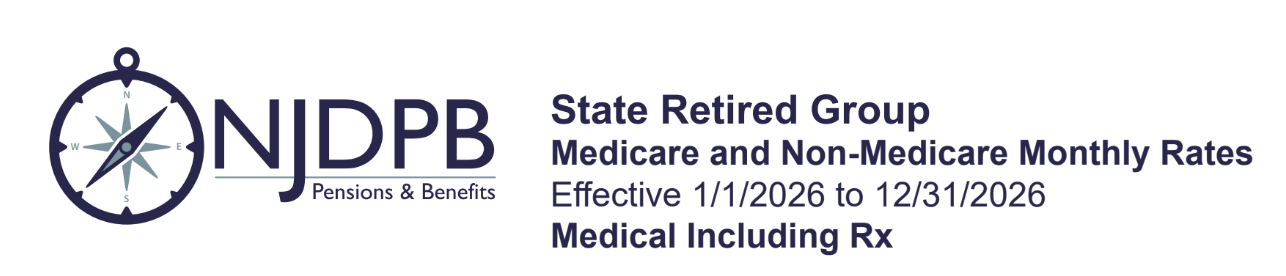 N
W E
S
NJDPB
Pensions & Benefits
State Retired Group
Medicare and Non-Medicare Monthly Rates
Effective 1/1/2026 to 12/31/2026
Medical Including Rx